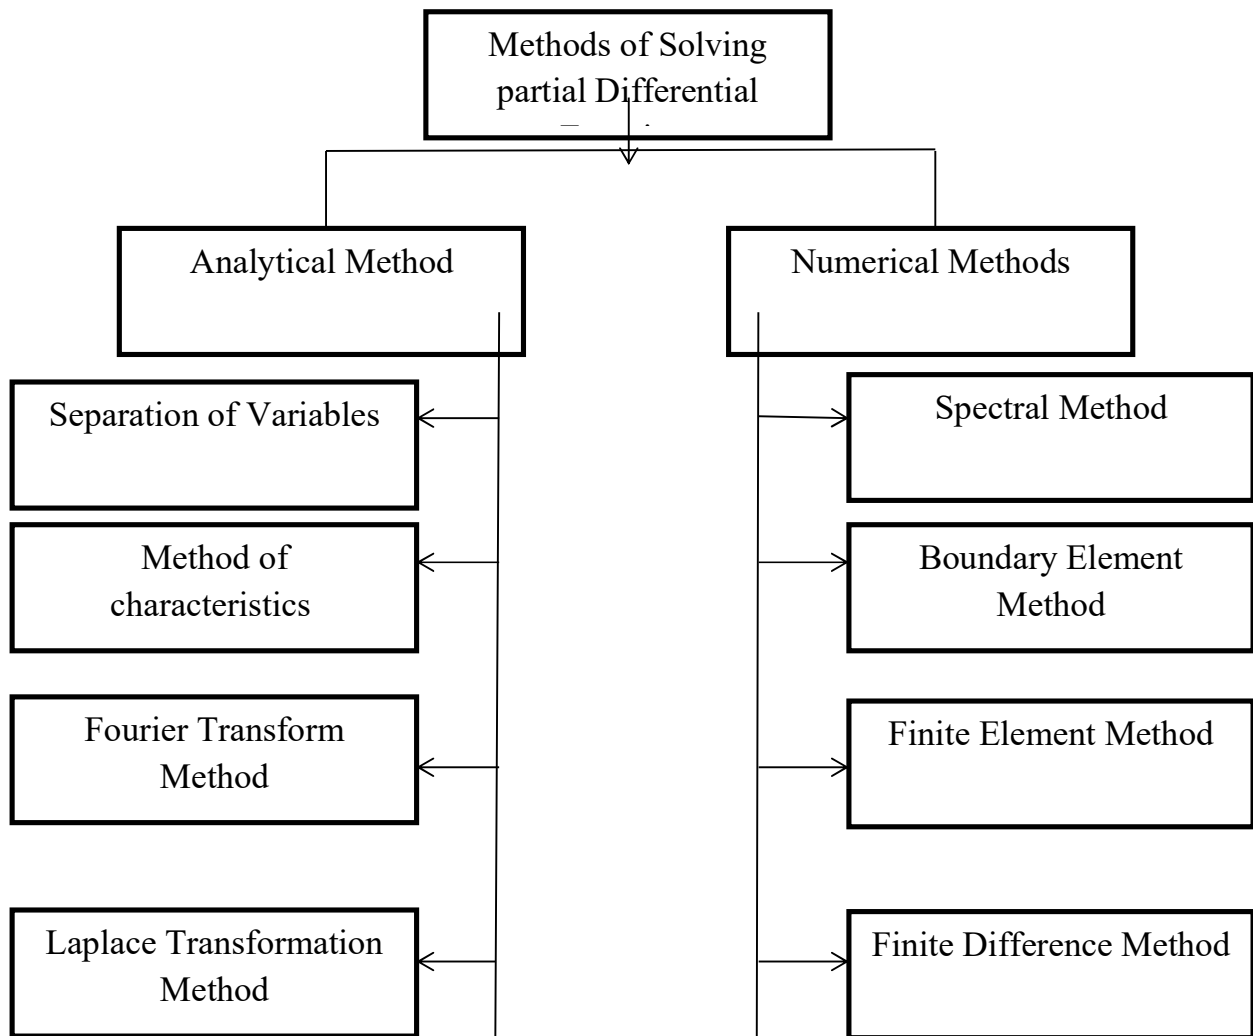 Methods of Solving
partial Differential
Analytical Method
Numerical Methods
Separation of Variables
Spectral Method
Method of
characteristics
Boundary Element
Method
Fourier Transform
Method
Finite Element Method
Laplace Transformation
Method
Finite Difference Method